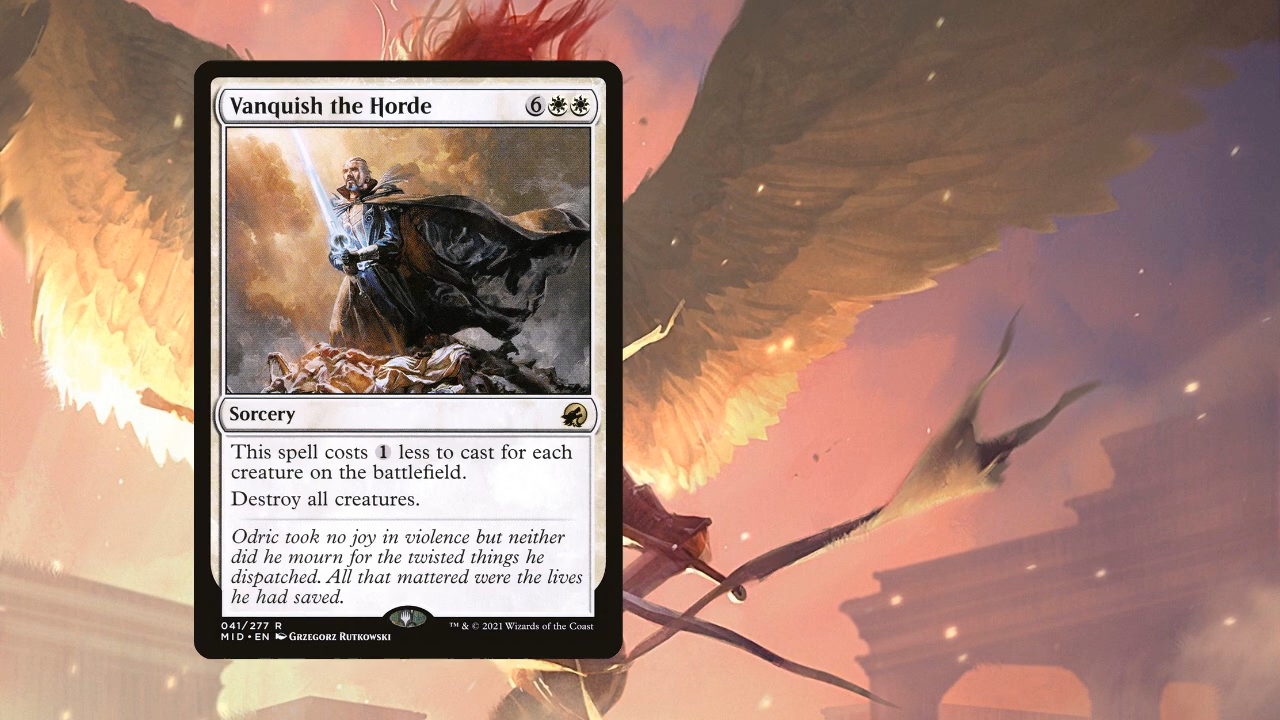 Vanquish the Horde 6
Sorcery
This spell costs 1 less to cast for each
creature on the battlefield.
Destroy all creatures.
Odric took no joy in violence but neither
did he mourn for the twisted things he
dispatched. All that mattered were the lives
he had saved.
041/277 R
MID • EN Grzegorz Rutkowski
™ & © 2021 Wizards of the Coast